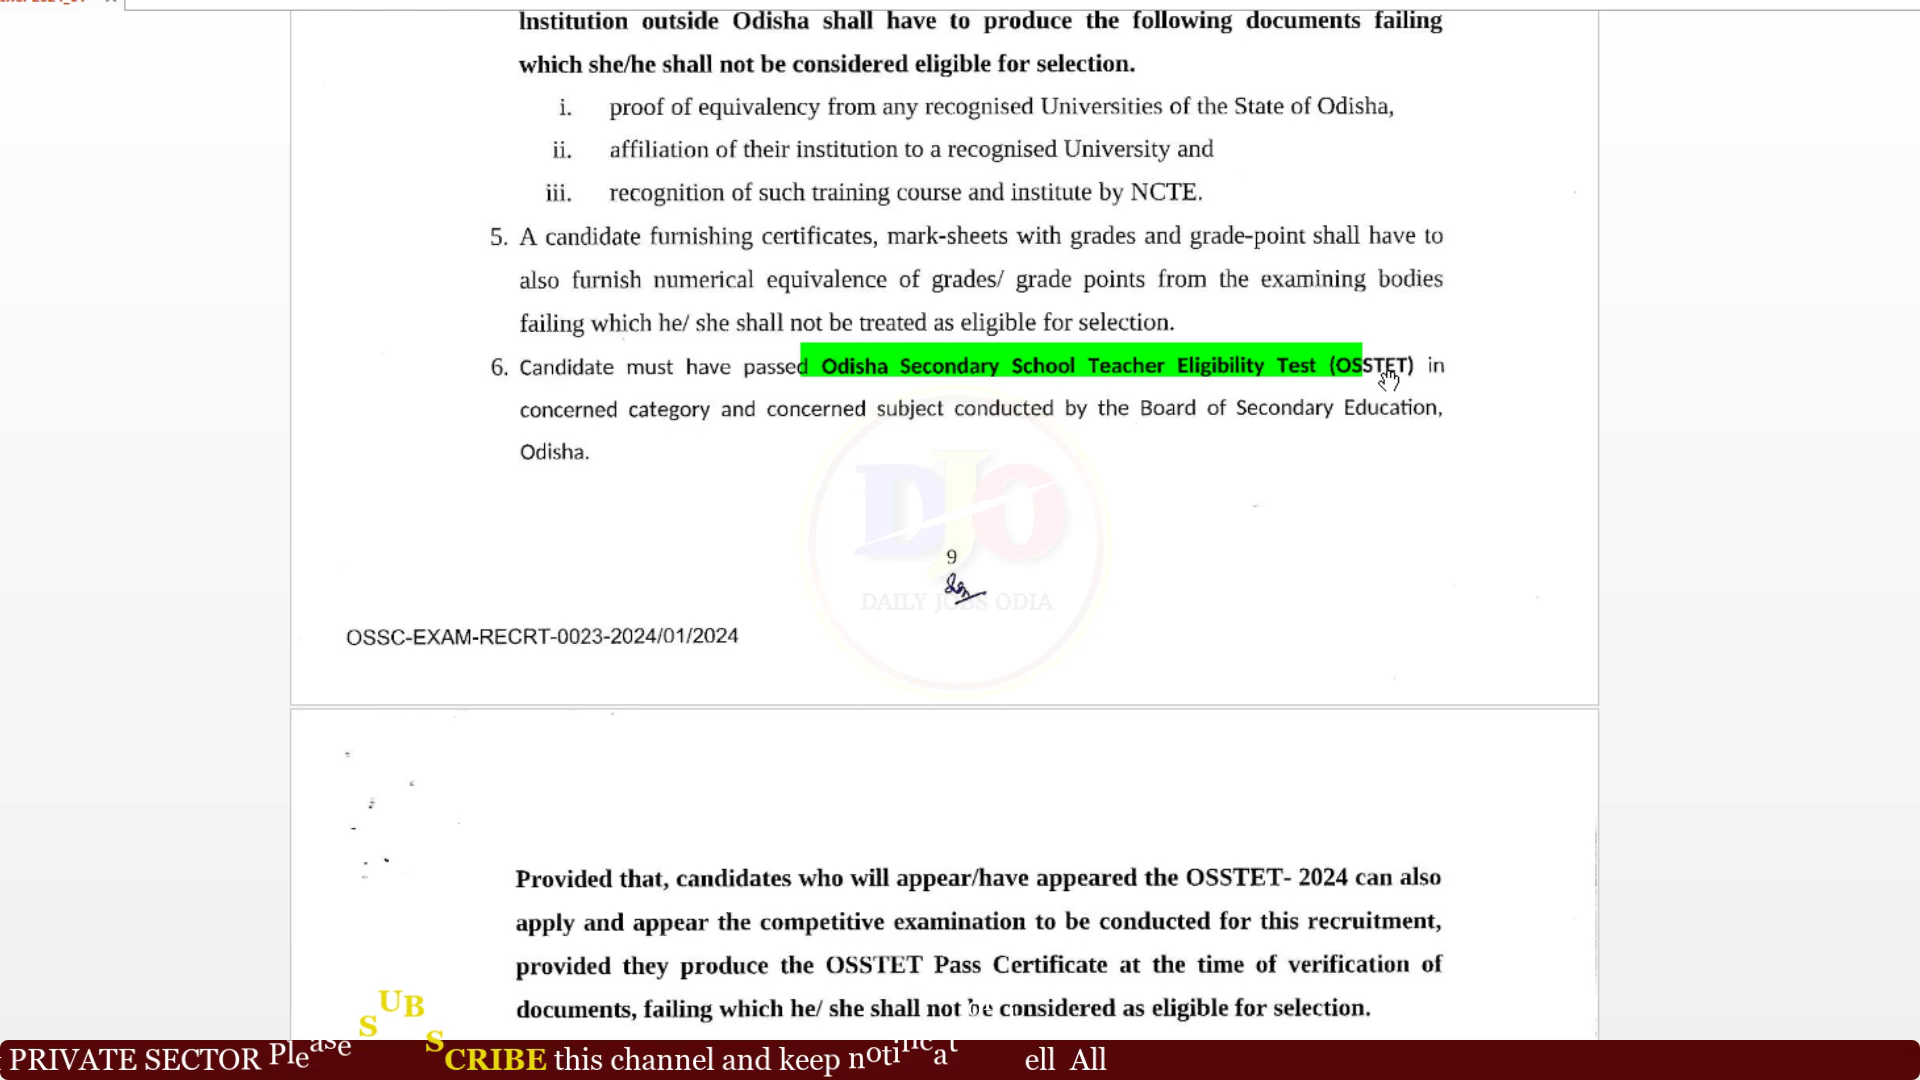 Institution outside Odisha shall have to produce the following documents failing
which she/he shall not be considered eligible for selection.
i. proof of equivalency from any recognised Universities of the State of Odisha,
ii. affiliation of their institution to a recognised University and
iii. recognition of such training course and institute by NCTE.
5. A candidate furnishing certificates, mark-sheets with grades and grade-point shall have to
also furnish numerical equivalence of grades/ grade points from the examining bodies
failing which he/ she shall not be treated as eligible for selection.
6. Candidate must have passed Odisha Secondary School Teacher Eligibility Test (OSSTET) in
concerned category and concerned subject conducted by the Board of Secondary Education,
Odisha.
DJO
9
DAILY JOBS ODIA
OSSC-EXAM-RECRT-0023-2024/01/2024
Provided that, candidates who will appear/have appeared the OSSTET- 2024 can also
apply and appear the competitive examination to be conducted for this recruitment,
provided they produce the OSSTET Pass Certificate at the time of verification of
documents, failing which he/ she shall not be considered as eligible for selection.
PRIVATE SECTOR Please SUBSCRIBE this channel and keep notificat ell All